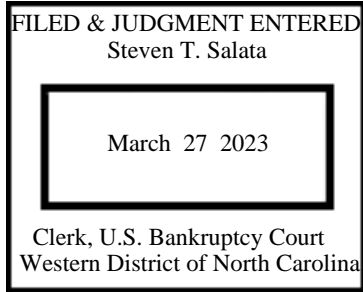 FILED & JUDGMENT ENTERED
Steven T. Salata
March 27 2023
Clerk, U.S. Bankruptcy Court
Western District of North Carolina